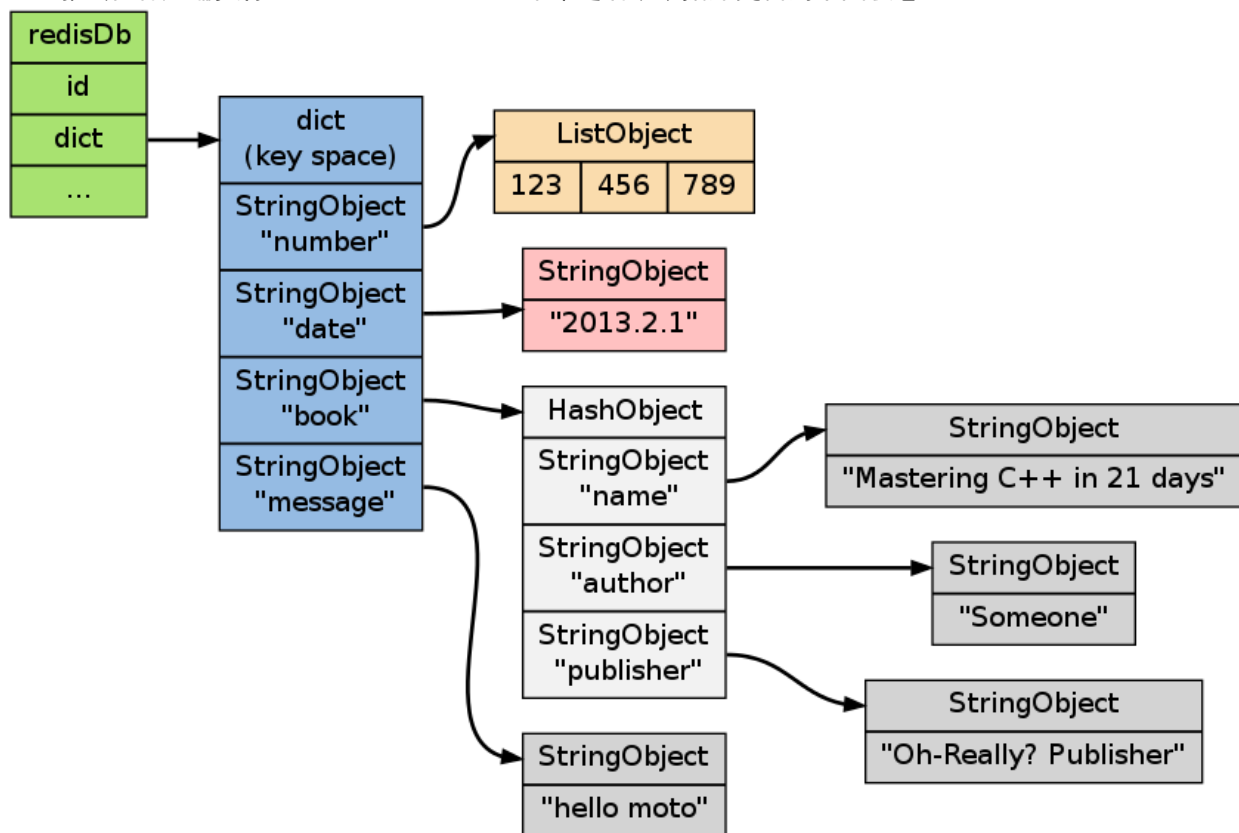 redisDb
id
dict
...
dict
(key space)
StringObject
"number"
StringObject
"date"
StringObject
"book"
StringObject
"message"
ListObject
123 456 789
StringObject
"2013.2.1"
HashObject
StringObject
"name"
StringObject
"author"
StringObject
"publisher"
StringObject
"Mastering C++ in 21 days"
StringObject
"Someone"
StringObject
"Oh-Really? Publisher"
StringObject
"hello moto"